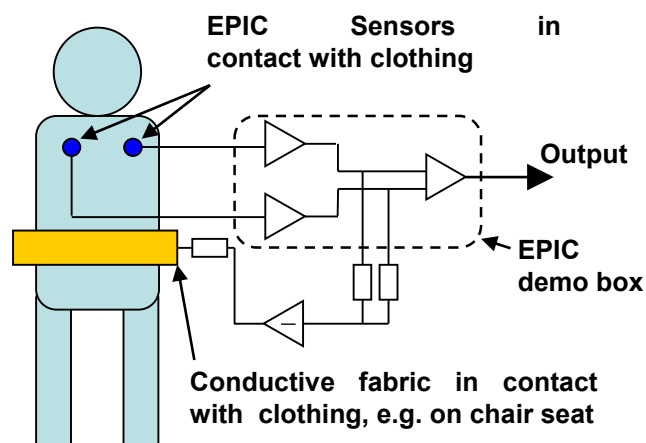 EPIC Sensors in
contact with clothing
Output
EPIC
demo box
Conductive fabric in contact
with clothing, e.g. on chair seat